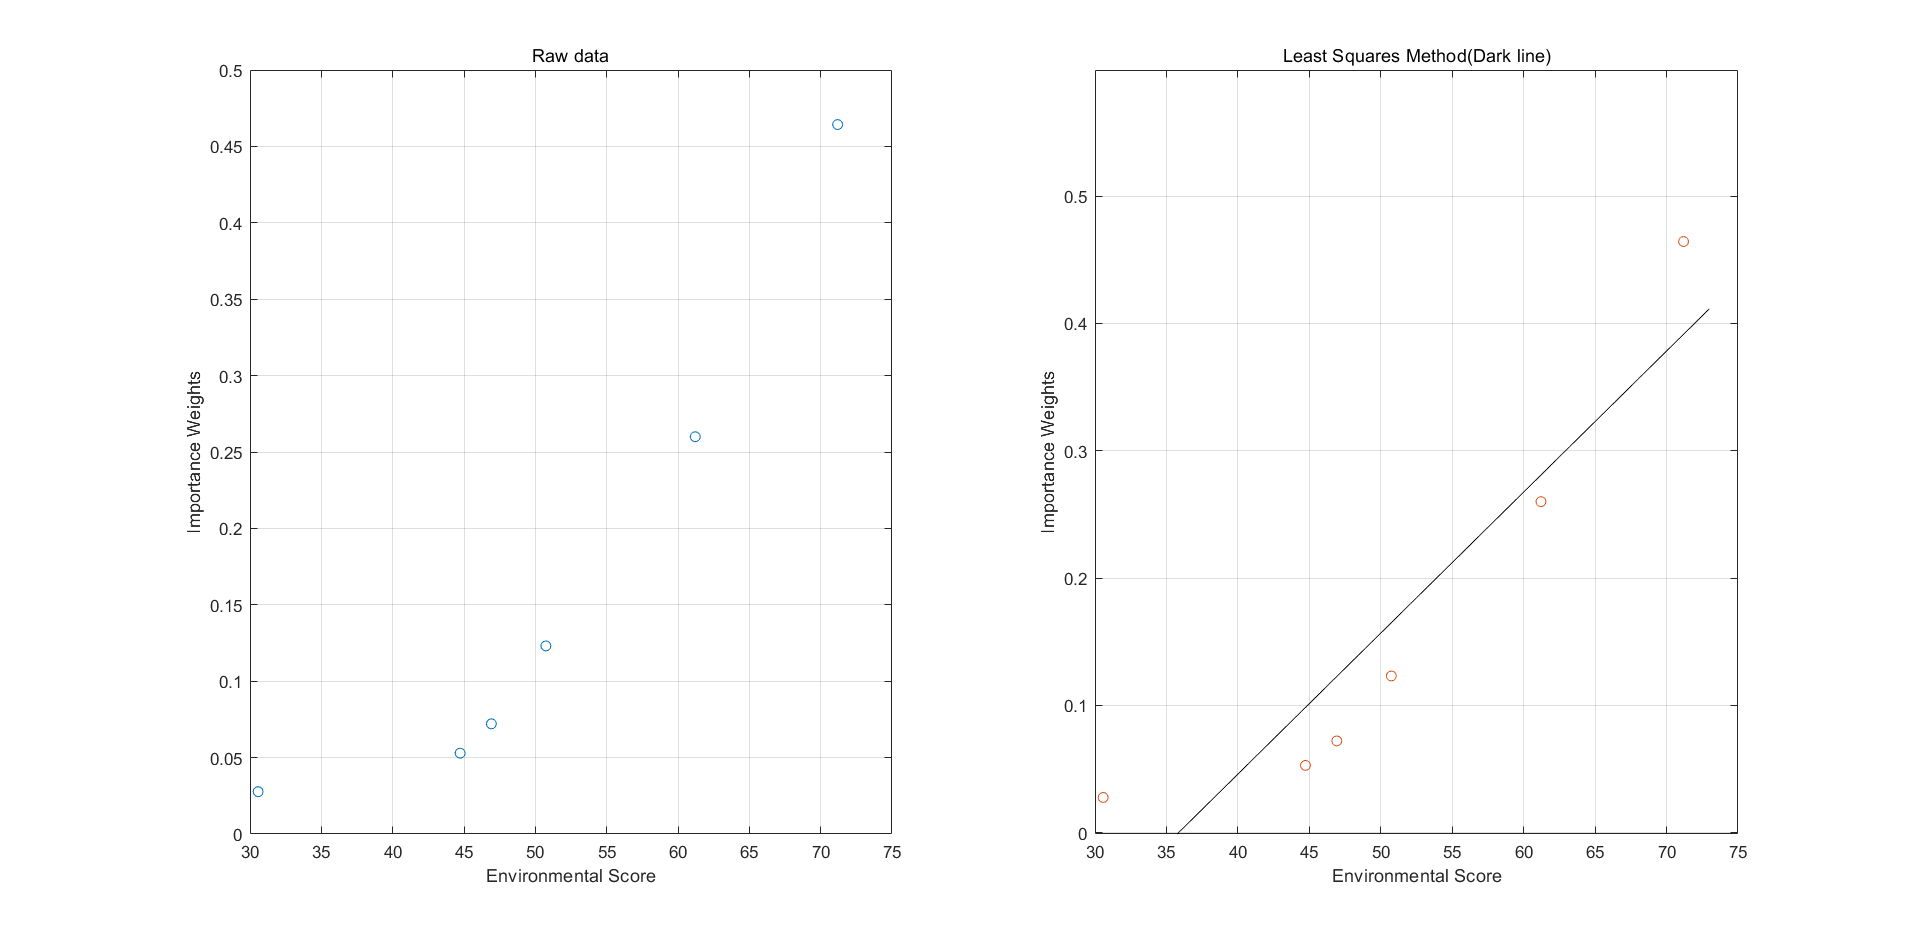 Raw data
0.5
0.45
0.4
0.35
0.3
0.25
0.2
0.15
0.1
0.05
0
Importance Weights
30 35 40 45 50 55 60 65 70 75
Environmental Score
Least Squares Method(Dark line)
0.5
0.4
0.3
0.2
0.1
0
Importance Weights
30 35 40 45 50 55 60 65 70 75
Environmental Score